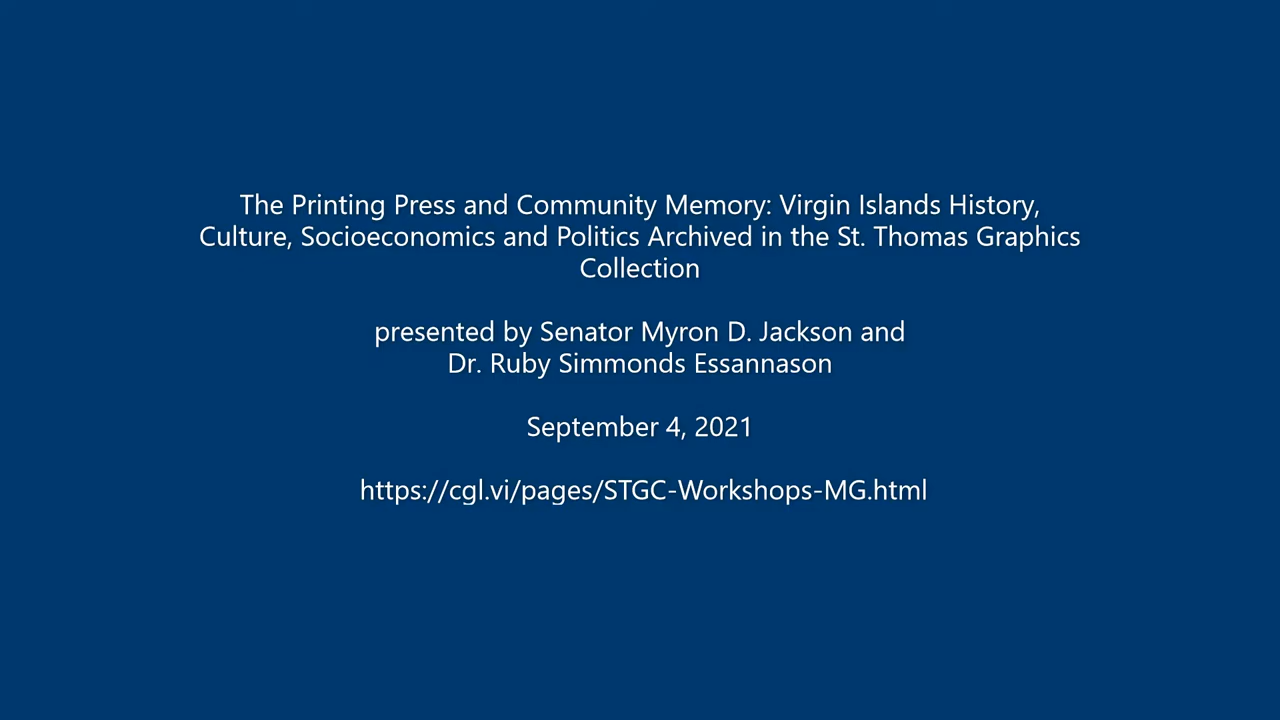 The Printing Press and Community Memory: Virgin Islands History,
Culture, Socioeconomics and Politics Archived in the St. Thomas Graphics
Collection
presented by Senator Myron D. Jackson and
Dr. Ruby Simmonds Essannason
September 4, 2021
https://cgl.vi/pages/STGC-Workshops-MG.html